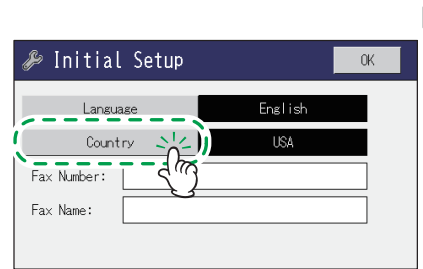 Initial Setup OK
Language English
Country USA
Fax Number:
Fax Name: